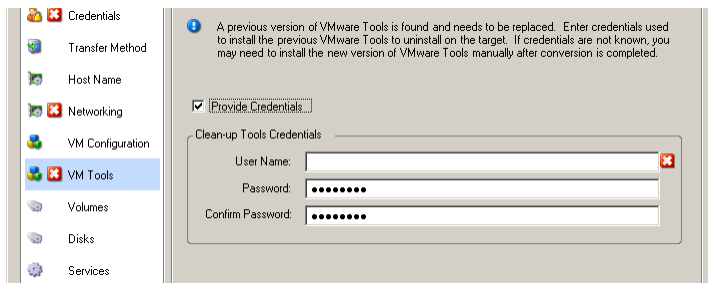 Credentials
Transfer Method
Host Name
Networking
VM Configuration
VM Tools
Volumes
Disks
Services
A previous version of VMware Tools is found and needs to be replaced. Enter credentials used
to install the previous VMware Tools to uninstall on the target. If credentials are not known, you
may need to install the new version of VMware Tools manually after conversion is completed.
Provide Credentials
Clean-up Tools Credentials
User Name:
Password:
Confirm Password: